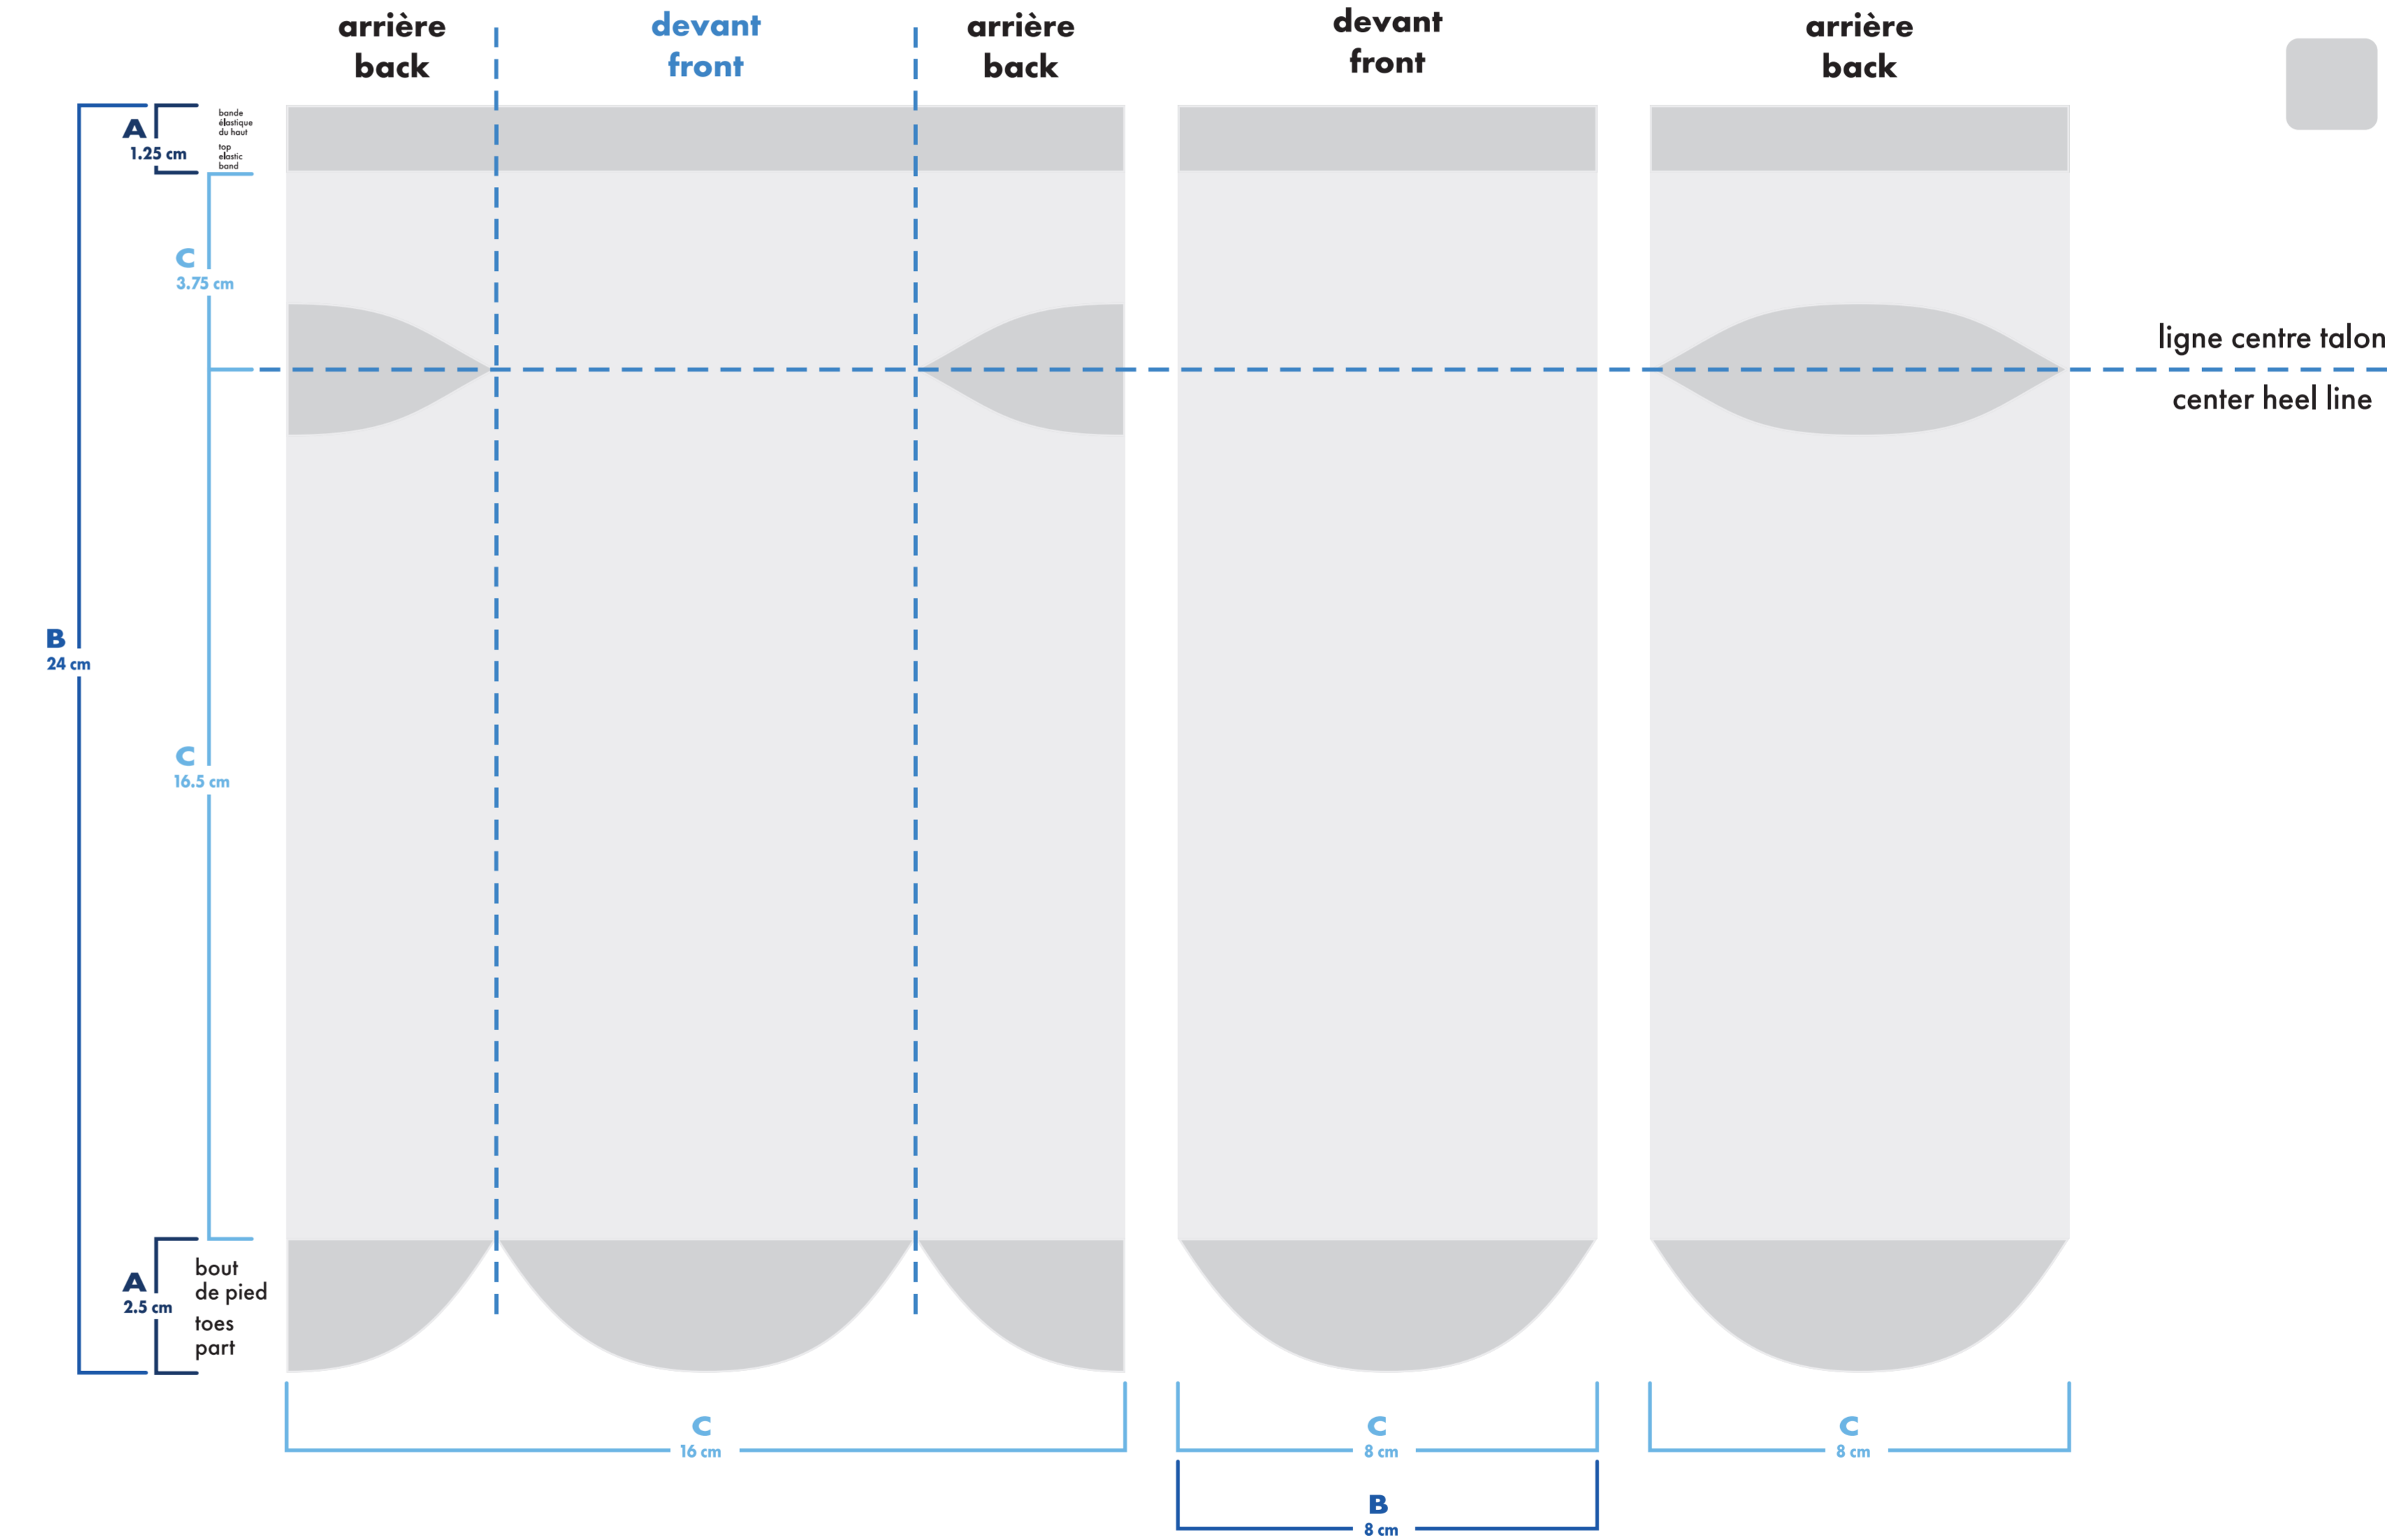 arrière
back
devant
front
arrière
back
devant
front
arrière
back
A
1.25 cm
bande
élastique
du haut
top
elastic
band
C
3.75 cm
ligne centre talon
center heel line
B
24 cm
C
16.5 cm
A
2.5 cm
bout
de pied
toes
part
C
16 cm
C
8 cm
C
8 cm
B
8 cm